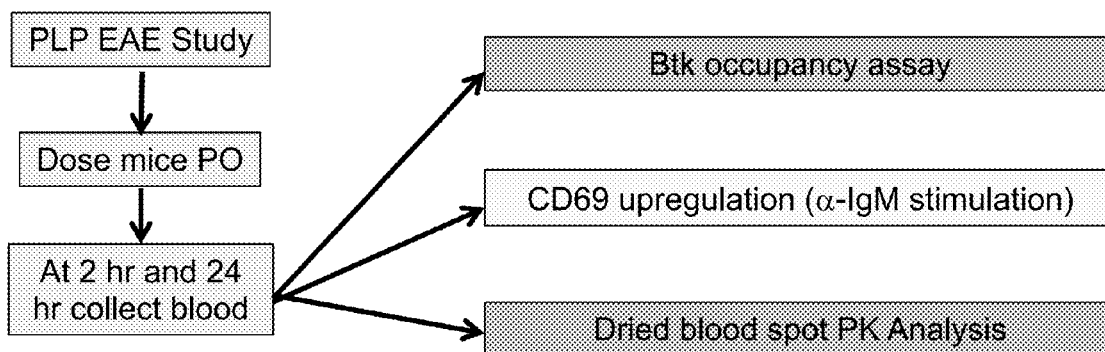 PLP EAE Study
Dose mice PO
At 2 hr and 24
hr collect blood
Btk occupancy assay
CD69 upregulation (α-IgM stimulation)
Dried blood spot PK Analysis